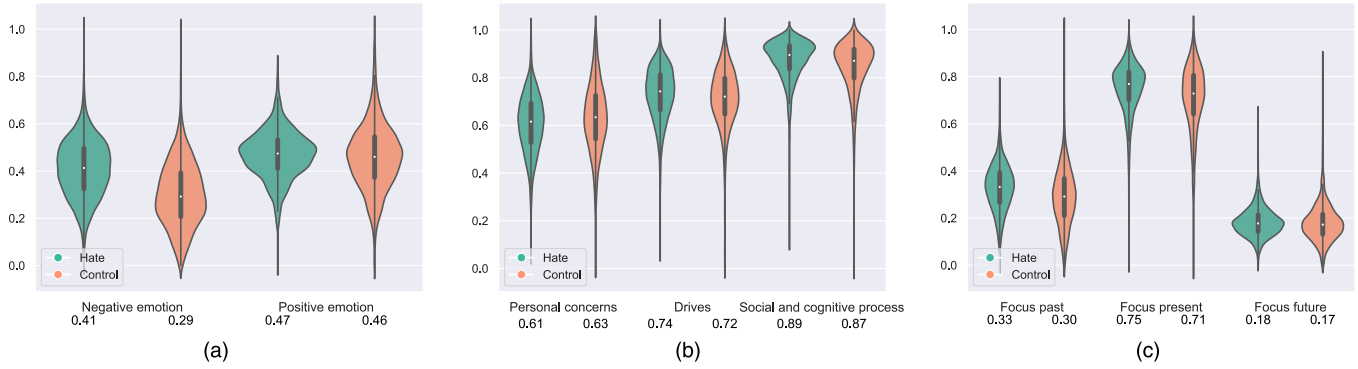 1.0
0.8
0.6
0.4
0.2
0.0
Hate
Control
Negative emotion Positive emotion
0.41 0.29 0.47 0.46
(a)
1.0
0.8
0.6
0.4
0.2
0.0
Hate
Control
Personal concerns Drives Social and cognitive process
0.61 0.63 0.74 0.72 0.89 0.87
(b)
1.0
0.8
0.6
0.4
0.2
0.0
Hate
Control
Focus past Focus present Focus future
0.33 0.30 0.75 0.71 0.18 0.17
(c)